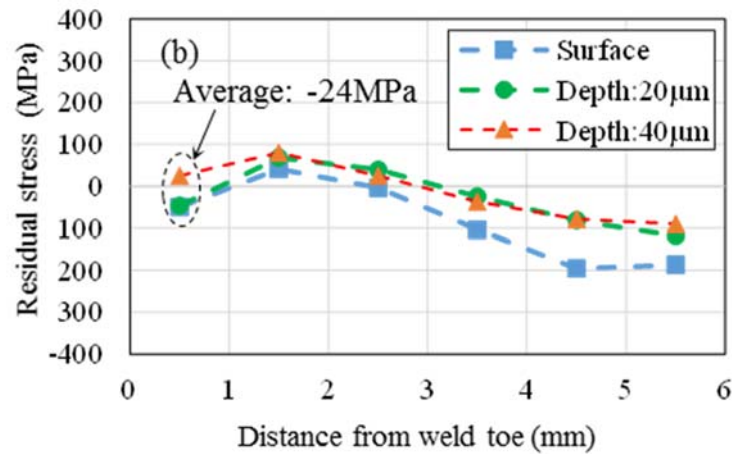 400
300
200
100
0
100
200
300
-400
Residual stress (MPa)
(b)
Average: -24MPa
Surface
Depth:20µm
Depth:40µm
0 1 2 3 4 5 6
Distance from weld toe (mm)